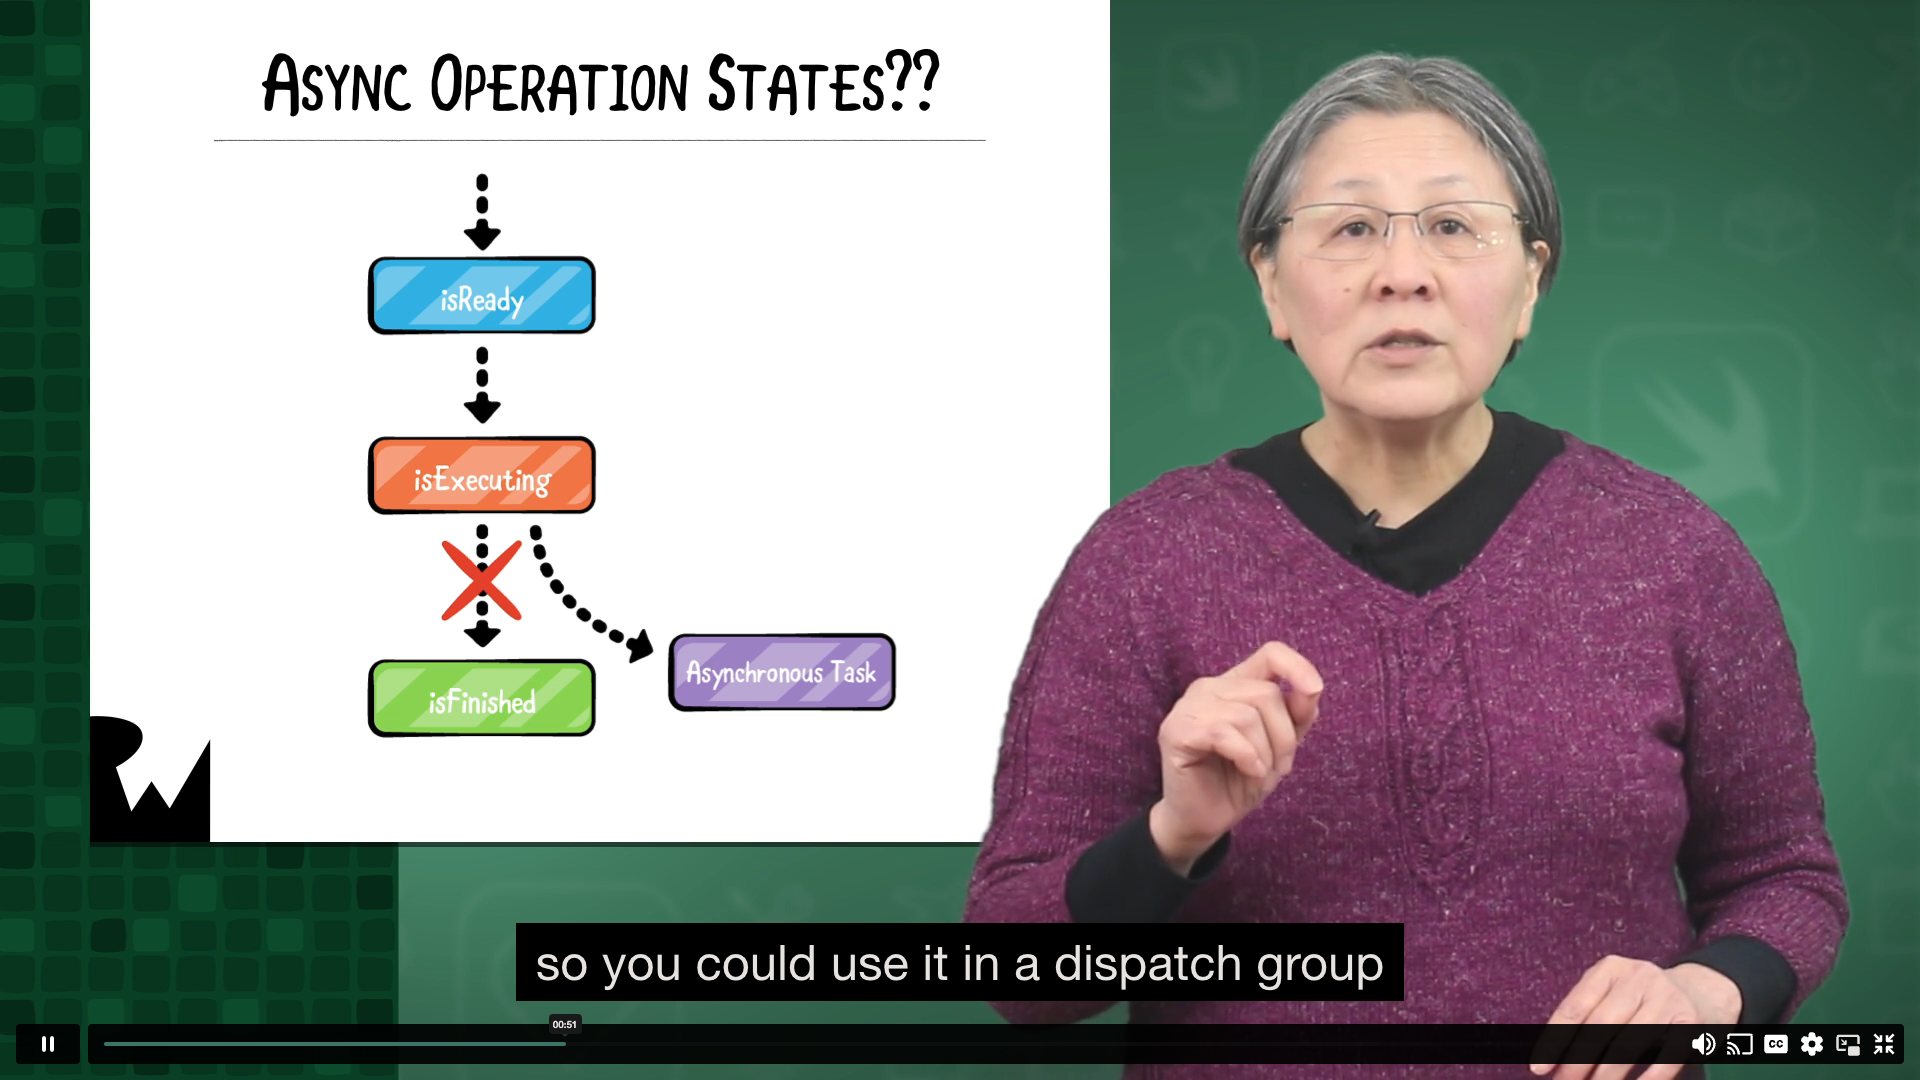 Async Operation States??
isReady
isExecuting
isFinished
Asynchronous Task
RW
so you could use it in a dispatch group
00:51
CC